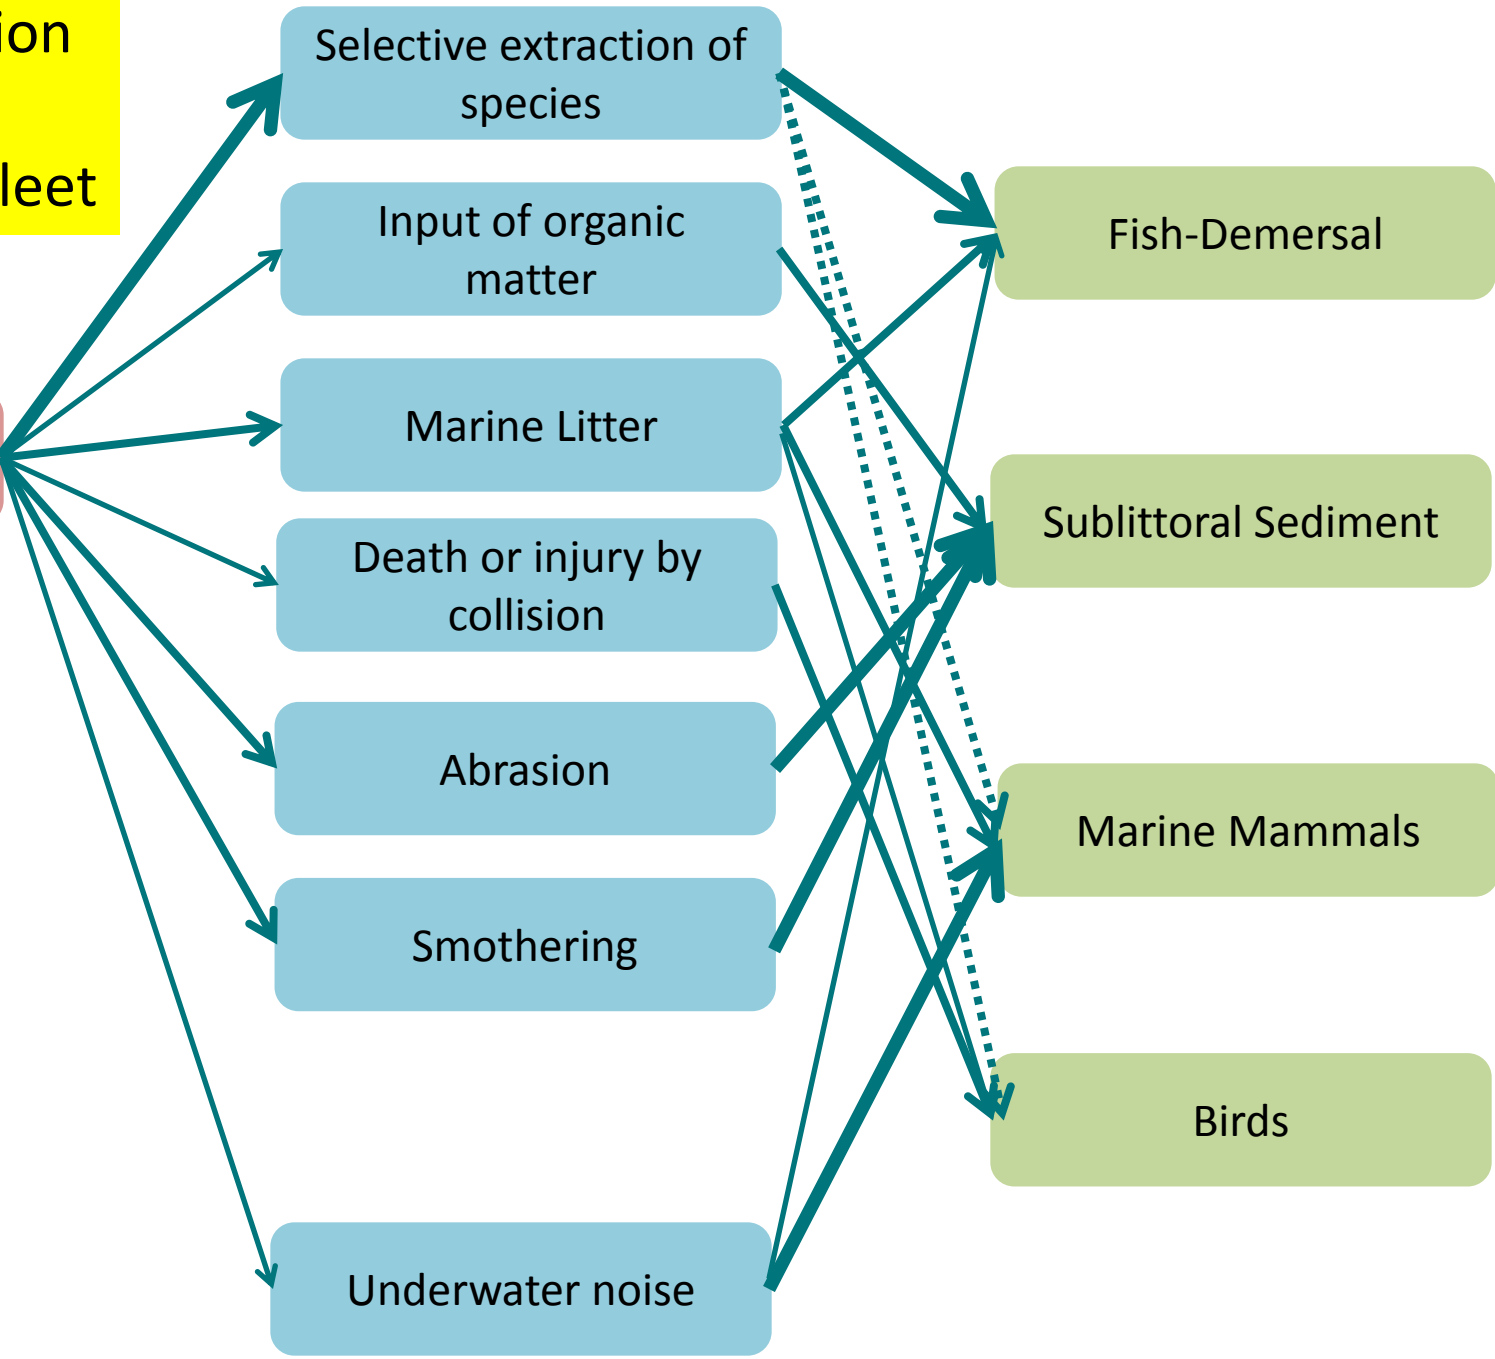 ion
leet
Selective extraction of
species
Input of organic
matter
Marine Litter
Death or injury by
collision
Abrasion
Smothering
Underwater noise
Fish-Demersal
Sublittoral Sediment
Marine Mammals
Birds